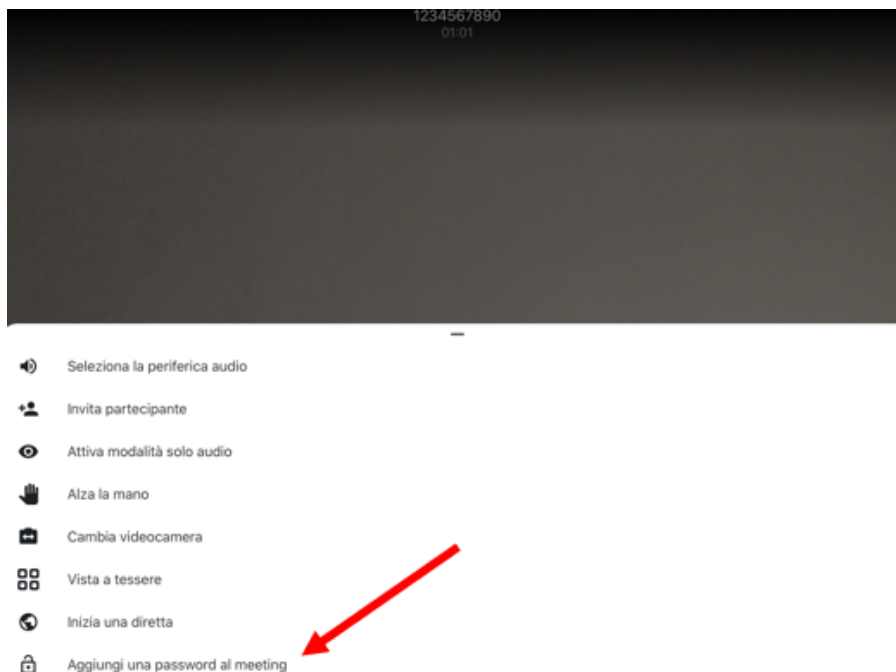 1234567890
01:01
Seleziona la periferica audio
Invita partecipante
Attiva modalità solo audio
Alza la mano
Cambia videocamera
Vista a tessere
Inizia una diretta
Aggiungi una password al meeting